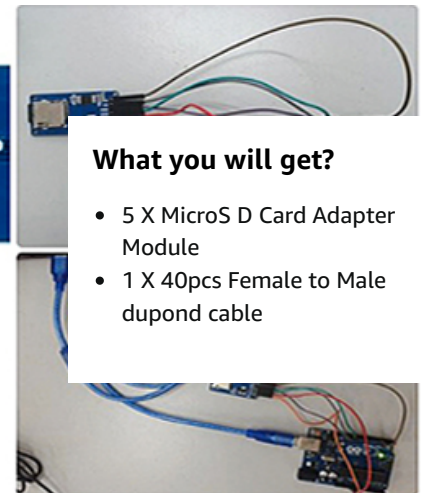 What you will get?
• 5 X MicroS D Card Adapter
Module
• 1 X 40pcs Female to Male
dupond cable